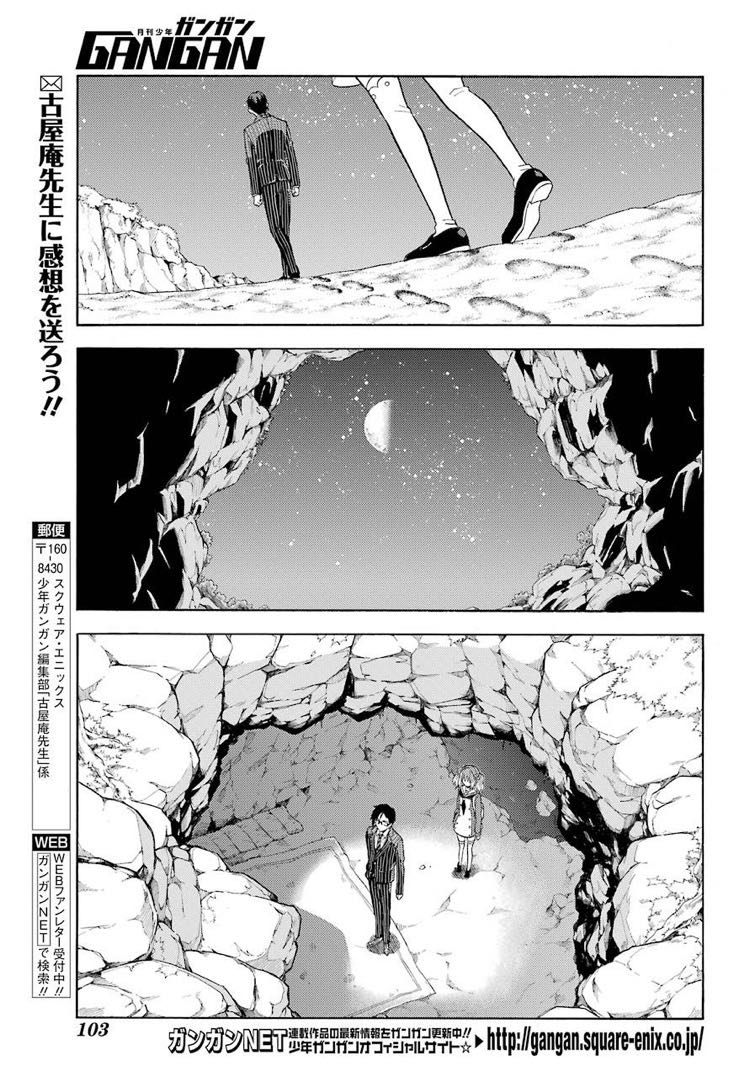 月刊少年
ガンガン
GANGAN
古屋庵先生に感想を送ろう!!
郵便
〒160-8430
スクウェア・エニックス
少年ガンガン編集部「古屋庵先生」係
WEB
WEBファンレター受付中!!
ガンガンNETで検索!!
103
ガンガンNET
連載作品の最新情報をガンガン更新中!!
少年ガンガンオフィシャルサイト☆
▶http://gangan.square-enix.co.jp/